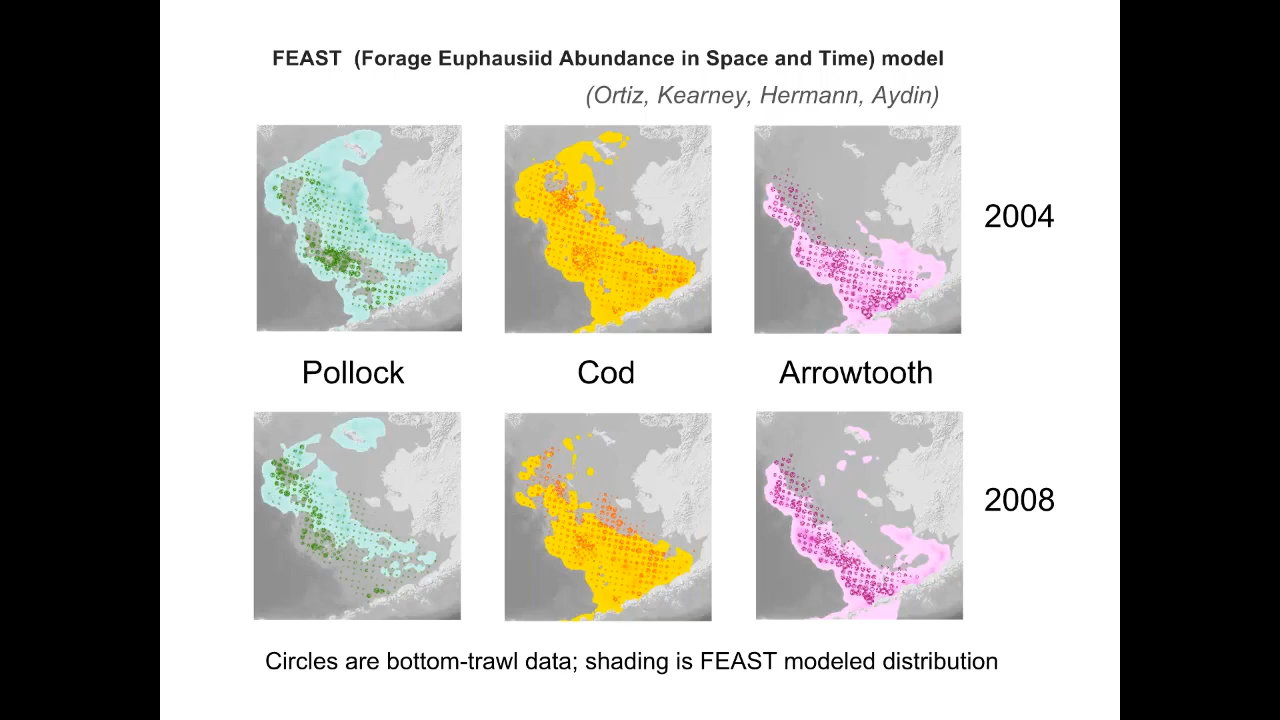 FEAST (Forage Euphausiid Abundance in Space and Time) model
(Ortiz, Kearney, Hermann, Aydin)
2004
Pollock Cod Arrowtooth
2008
Circles are bottom-trawl data; shading is FEAST modeled distribution